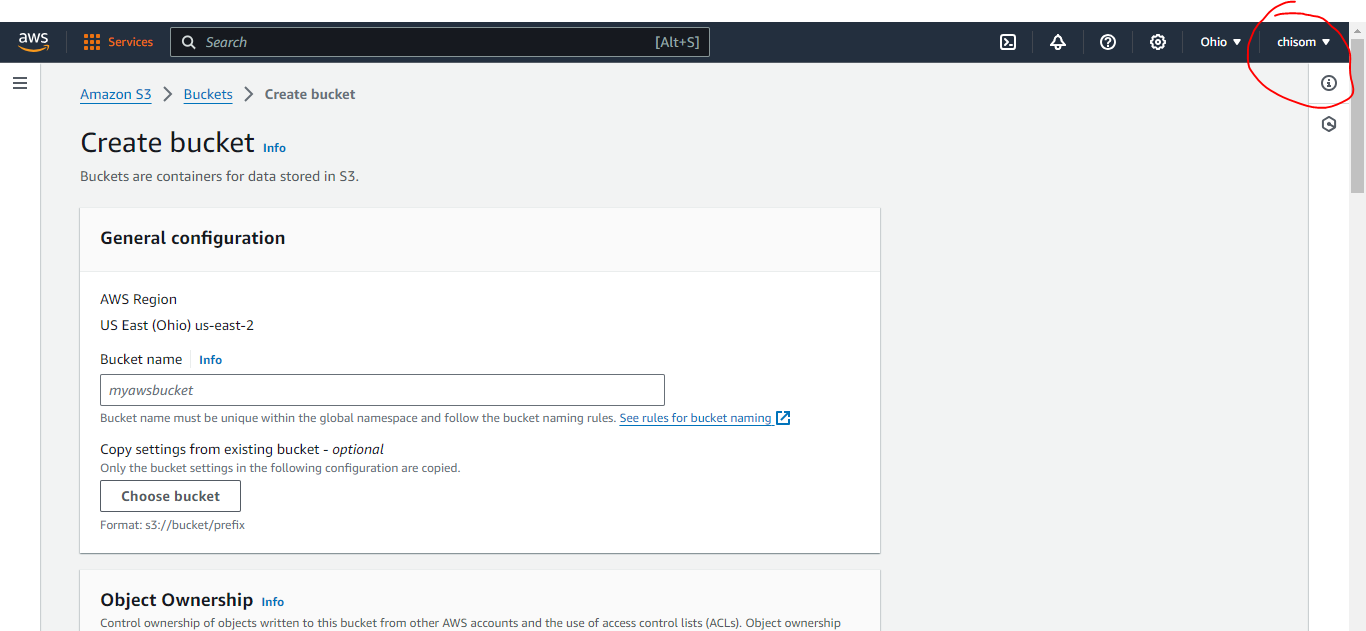 aws Services Search [Alt+S] Ohio chisom
Amazon S3 Buckets Create bucket
Create bucket Info
Buckets are containers for data stored in S3.
General configuration
AWS Region
US East (Ohio) us-east-2
Bucket name Info
myawsbucket
Bucket name must be unique within the global namespace and follow the bucket naming rules. See rules for bucket naming
Copy settings from existing bucket - optional
Only the bucket settings in the following configuration are copied.
Choose bucket
Format: s3://bucket/prefix
Object Ownership Info
Control ownership of objects written to this bucket from other AWS accounts and the use of access control lists (ACLs). Object ownership